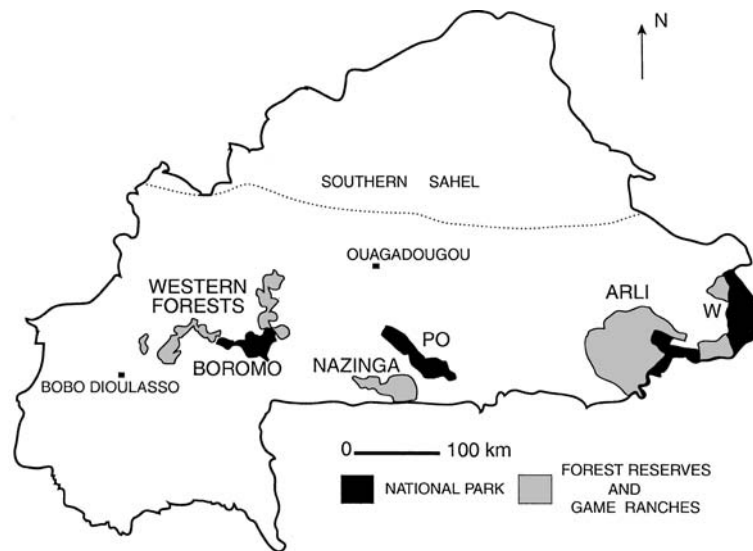 N
SOUTHERN SAHEL
OUAGADOUGOU
WESTERN
FORESTS
ARLI
W
PO
BOROMO
NAZINGA
BOBO DIOULASSO
0 100 km
NATIONAL PARK
FOREST RESERVES
AND
GAME RANCHES